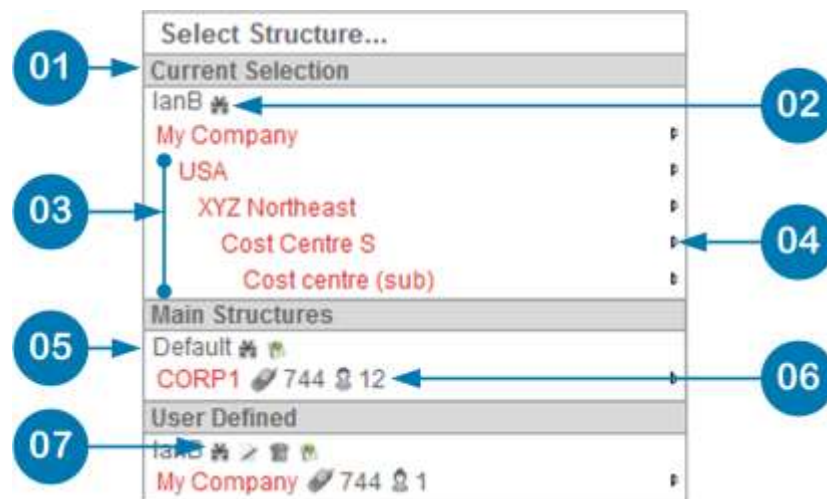 Select Structure...
01 Current Selection
IanB 02
My Company
USA
03 XYZ Northeast
Cost Centre S 04
Cost centre (sub)
Main Structures
05 Default
CORP1 744 12 06
User Defined
07 IanB
My Company 744 1